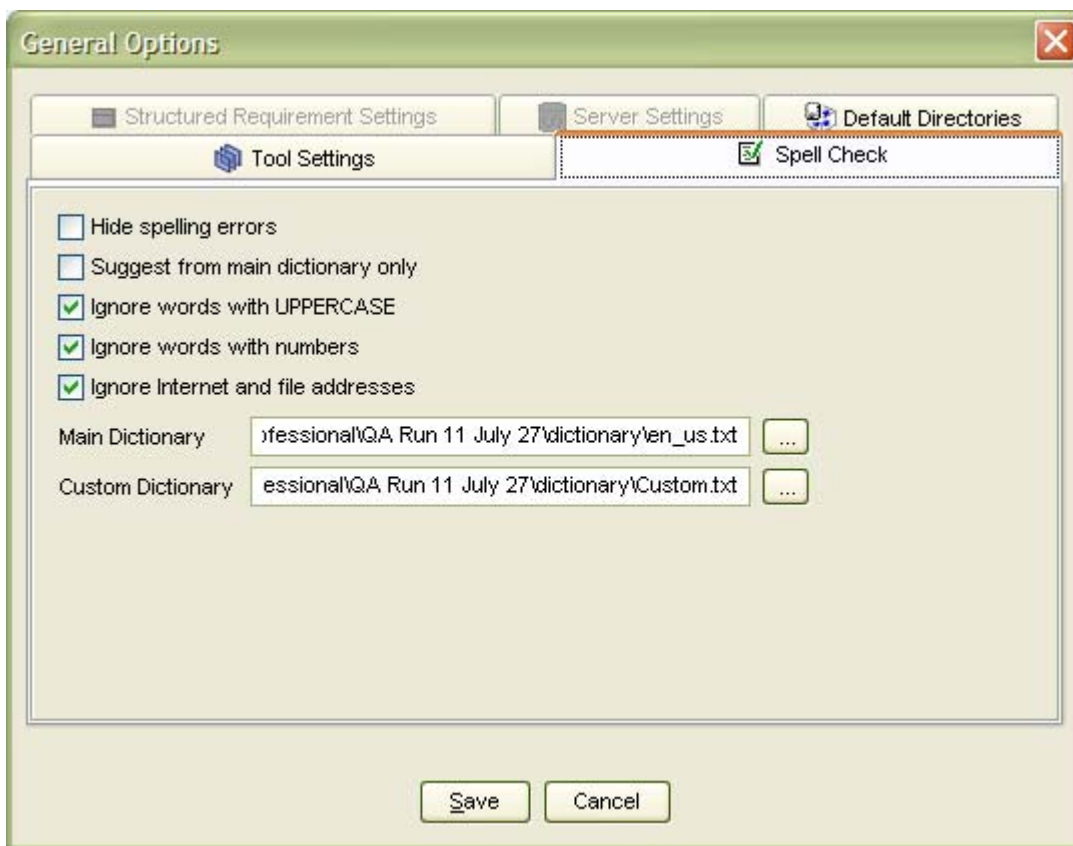 General Options
Structured Requirement Settings
Server Settings
Default Directories
Tool Settings
Spell Check
Hide spelling errors
Suggest from main dictionary only
Ignore words with UPPERCASE
Ignore words with numbers
Ignore Internet and file addresses
Main Dictionary ofessional\QA Run 11 July 27\dictionary\en_us.txt ...
Custom Dictionary essional\QA Run 11 July 27\dictionary\Custom.txt ...
Save Cancel